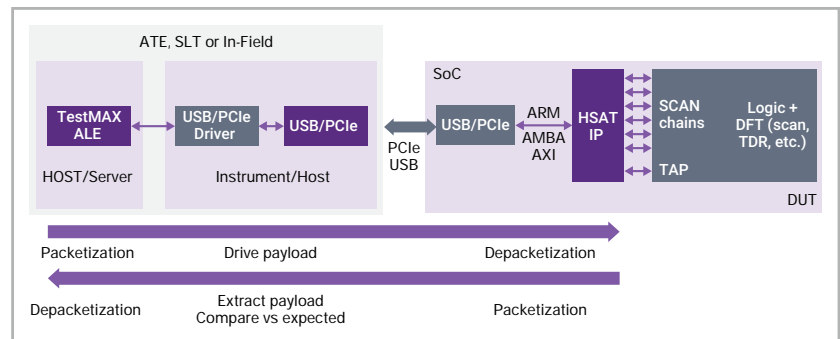 ATE, SLT or In-Field
TestMAX
ALE
HOST/Server
USB/PCIe
Driver
USB/PCIe
Instrument/Host
PCIe
USB
SoC
USB/PCIe
ARM
AMBA
AXI
HSAT
IP
SCAN
chains
TAP
Logic +
DFT (scan,
TDR, etc.)
DUT
Packetization
Drive payload
Depacketization
Depacketization
Extract payload
Compare vs expected
Packetization